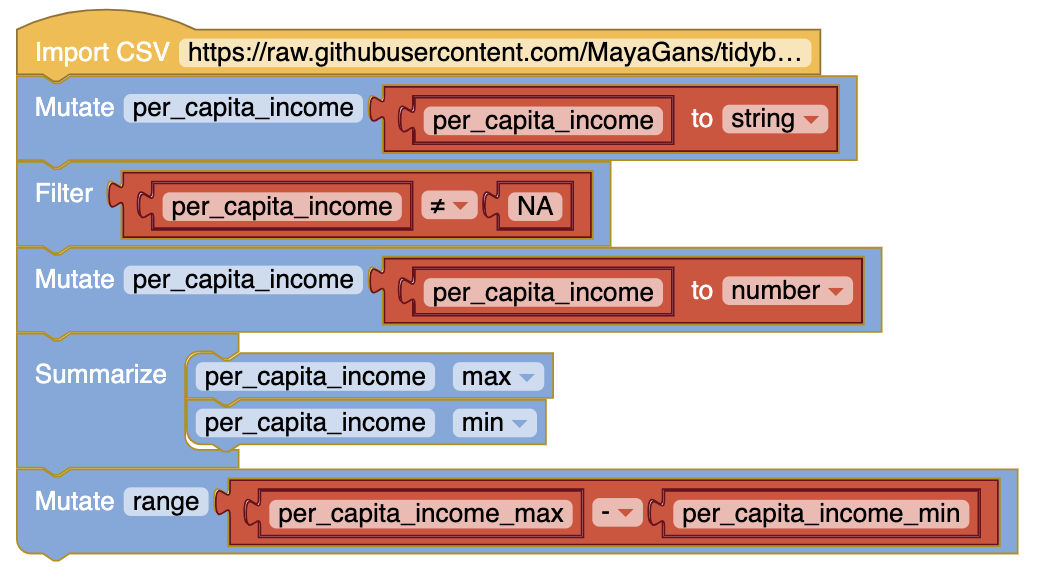 Import CSV https://raw.githubusercontent.com/MayaGans/tidyb...
Mutate per_capita_income per_capita_income to string
Filter per_capita_income ≠ NA
Mutate per_capita_income per_capita_income to number
Summarize per_capita_income max
per_capita_income min
Mutate range per_capita_income_max - per_capita_income_min